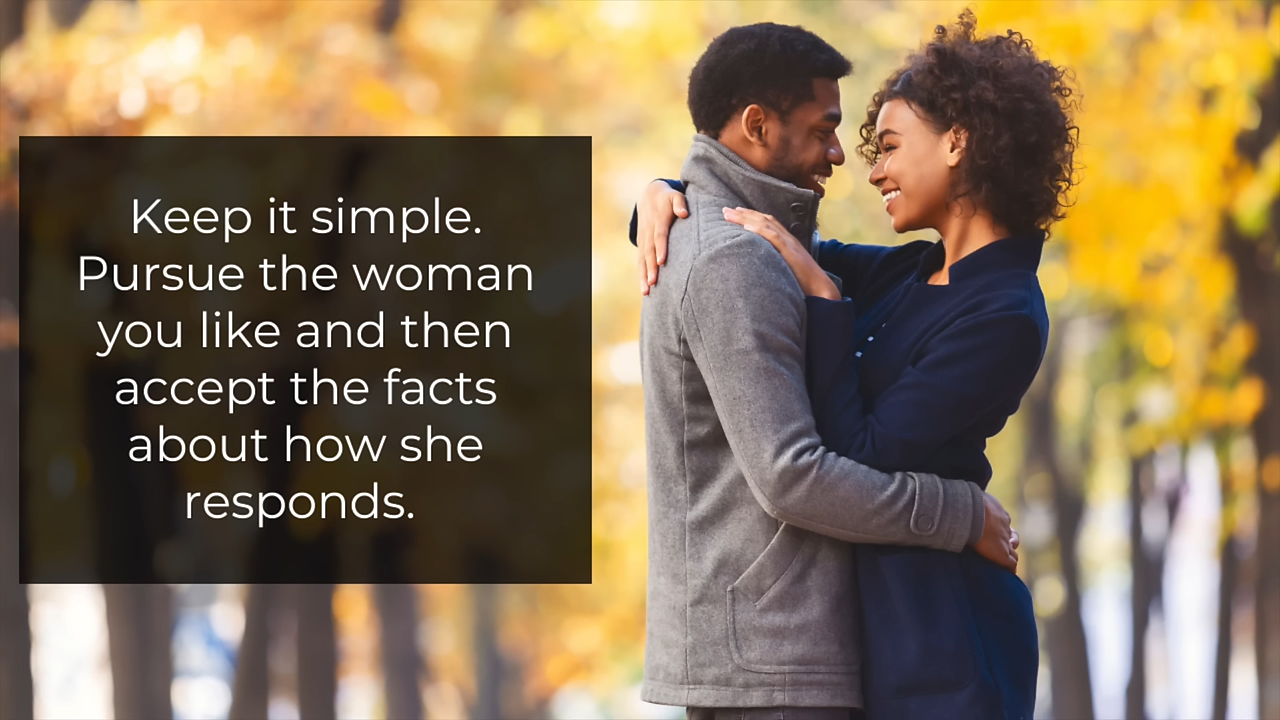 Keep it simple.
Pursue the woman
you like and then
accept the facts
about how she
responds.